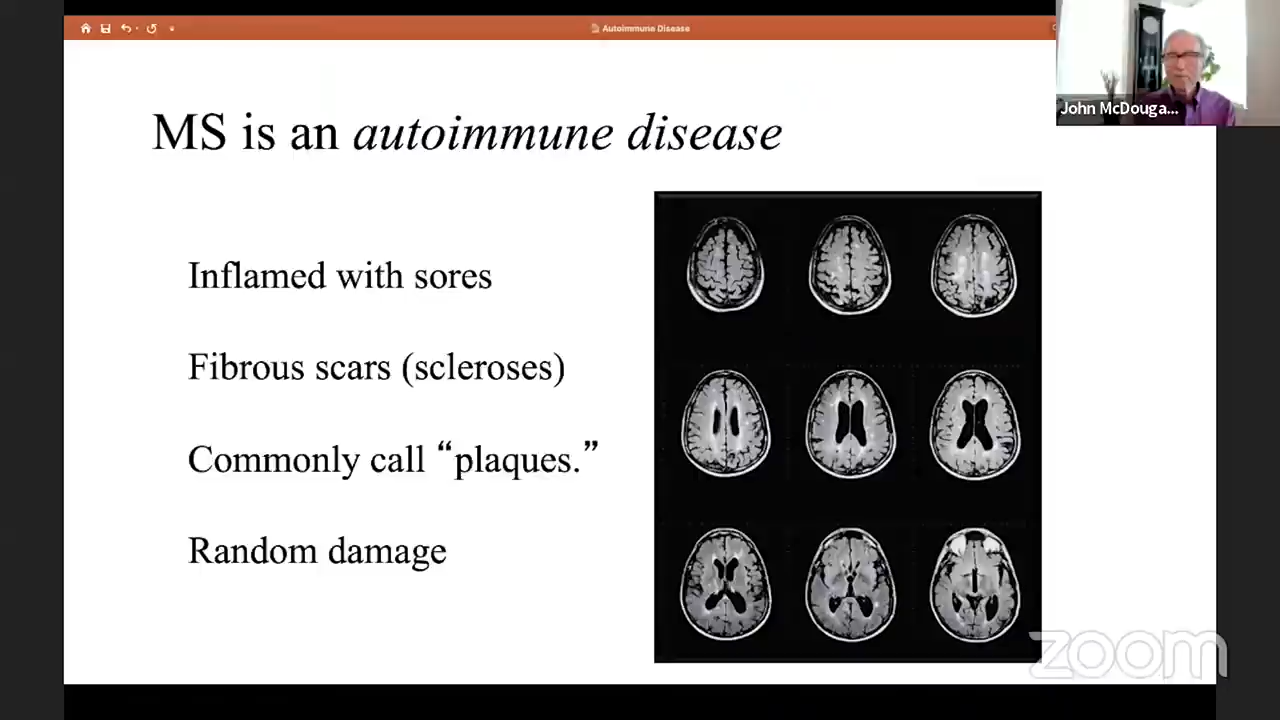 Autoimmune Disease
John McDouga...
MS is an autoimmune disease
Inflamed with sores
Fibrous scars (scleroses)
Commonly call “plaques.”
Random damage
zoom